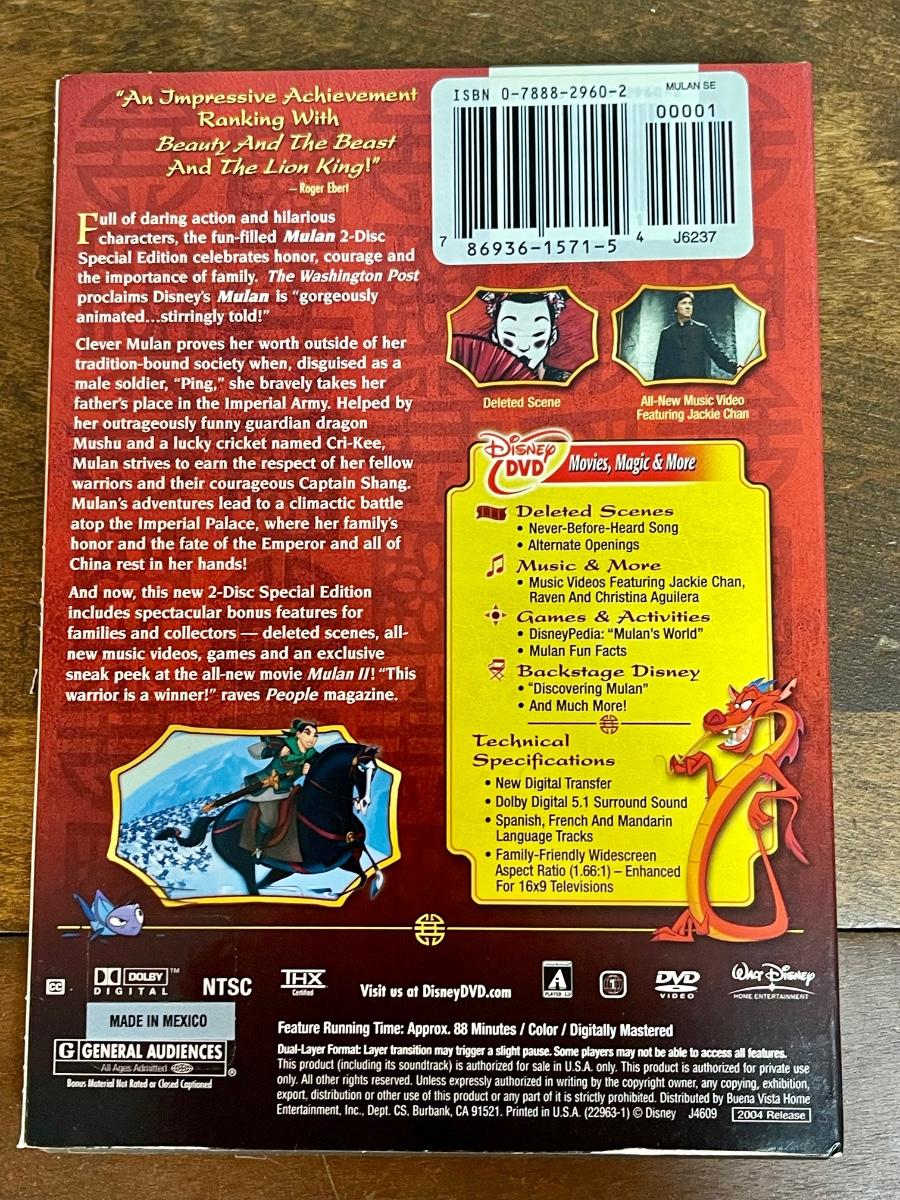 "An Impressive Achievement
Ranking With
Beauty And The Beast
And The Lion King!"
– Roger Ebert
Full of daring action and hilarious
characters, the fun-filled Mulan 2-Disc
Special Edition celebrates honor, courage and
the importance of family. The Washington Post
proclaims Disney's Mulan is "gorgeously
animated...stirringly told!"
Clever Mulan proves her worth outside of her
tradition-bound society when, disguised as a
male soldier, "Ping," she bravely takes her
father's place in the Imperial Army. Helped by
her outrageously funny guardian dragon
Mushu and a lucky cricket named Cri-Kee,
Mulan strives to earn the respect of her fellow
warriors and their courageous Captain Shang.
Mulan's adventures lead to a climactic battle
atop the Imperial Palace, where her family's
honor and the fate of the Emperor and all of
China rest in her hands!
And now, this new 2-Disc Special Edition
includes spectacular bonus features for
families and collectors — deleted scenes, all-
new music videos, games and an exclusive
sneak peek at the all-new movie Mulan II! "This
warrior is a winner!" raves People magazine.
ISBN 0-7888-2960-2
MULAN SE
00001
7 86936-1571-5 4
J6237
Deleted Scene
All-New Music Video
Featuring Jackie Chan
Disney
DVD
Movies, Magic & More
Deleted Scenes
• Never-Before-Heard Song
• Alternate Openings
Music & More
• Music Videos Featuring Jackie Chan,
Raven And Christina Aguilera
Games & Activities
• DisneyPedia: "Mulan's World"
• Mulan Fun Facts
Backstage Disney
• "Discovering Mulan"
• And Much More!
Technical
Specifications
• New Digital Transfer
• Dolby Digital 5.1 Surround Sound
• Spanish, French And Mandarin
Language Tracks
• Family-Friendly Widescreen
Aspect Ratio (1.66:1) – Enhanced
For 16x9 Televisions
CC
DOLBY™
DIGITAL
NTSC
THX
Certified
Visit us at DisneyDVD.com
A
PLAYER 1.0
1
DVD
VIDEO
Walt Disney
HOME ENTERTAINMENT
MADE IN MEXICO
G GENERAL AUDIENCES
All Ages Admitted ®
Bonus Material Not Rated or Closed Captioned
Feature Running Time: Approx. 88 Minutes / Color / Digitally Mastered
Dual-Layer Format: Layer transition may trigger a slight pause. Some players may not be able to access all features.
This product (including its soundtrack) is authorized for sale in U.S.A. only. This product is authorized for private use
only. All other rights reserved. Unless expressly authorized in writing by the copyright owner, any copying, exhibition,
export, distribution or other use of this product or any part of it is strictly prohibited. Distributed by Buena Vista Home
Entertainment, Inc., Dept. CS, Burbank, CA 91521. Printed in U.S.A. (22963-1) © Disney J4609 2004 Release